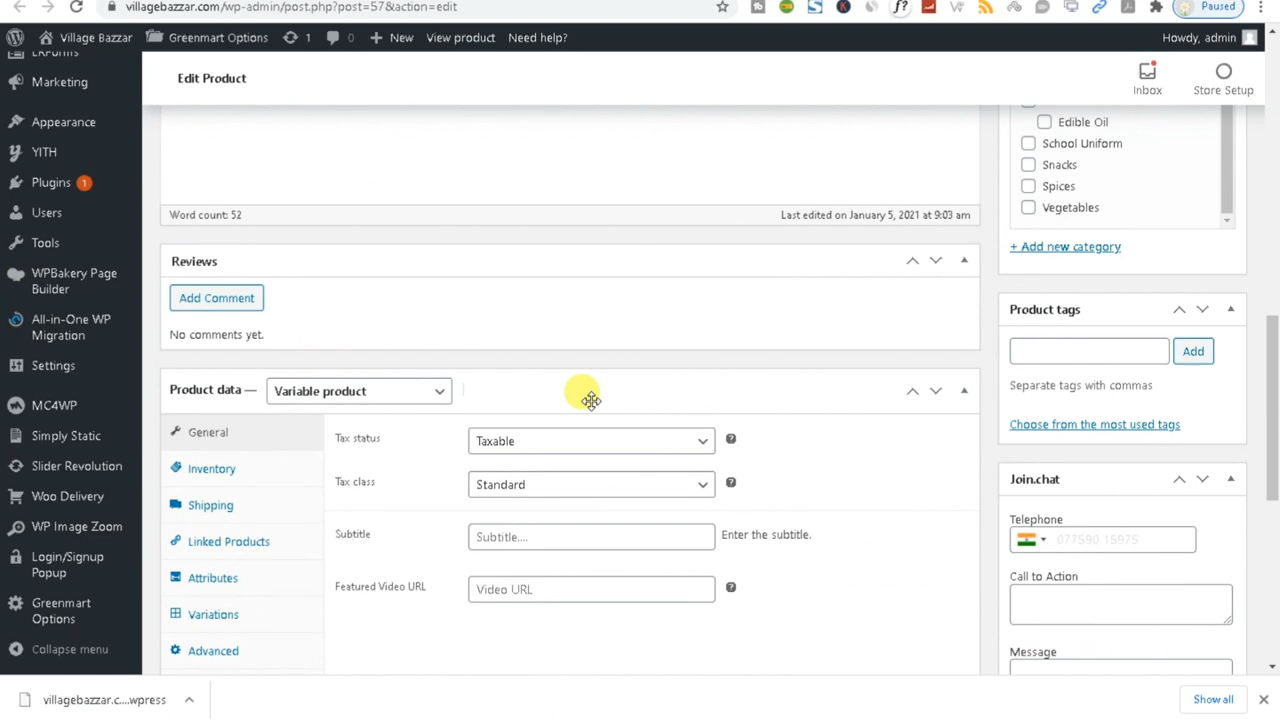 villagebazzar.com/wp-admin/post.php?post=57&action=edit
Paused
Village Bazzar
Greenmart Options
1
0
New
View product
Need help?
Howdy, admin
Marketing
Appearance
YITH
Plugins 1
Users
Tools
WPBakery Page
Builder
All-in-One WP
Migration
Settings
MC4WP
Simply Static
Slider Revolution
Woo Delivery
WP Image Zoom
Login/Signup
Popup
Greenmart
Options
Collapse menu
Edit Product
Inbox
Store Setup
Word count: 52
Last edited on January 5, 2021 at 9:03 am
Reviews
Add Comment
No comments yet.
Product data —
Variable product
General
Inventory
Shipping
Linked Products
Attributes
Variations
Advanced
Tax status
Taxable
Tax class
Standard
Subtitle
Subtitle....
Enter the subtitle.
Featured Video URL
Video URL
Edible Oil
School Uniform
Snacks
Spices
Vegetables
+ Add new category
Product tags
Add
Separate tags with commas
Choose from the most used tags
Join.chat
Telephone
077590 15975
Call to Action
Message
villagebazzar.c....wpress
Show all